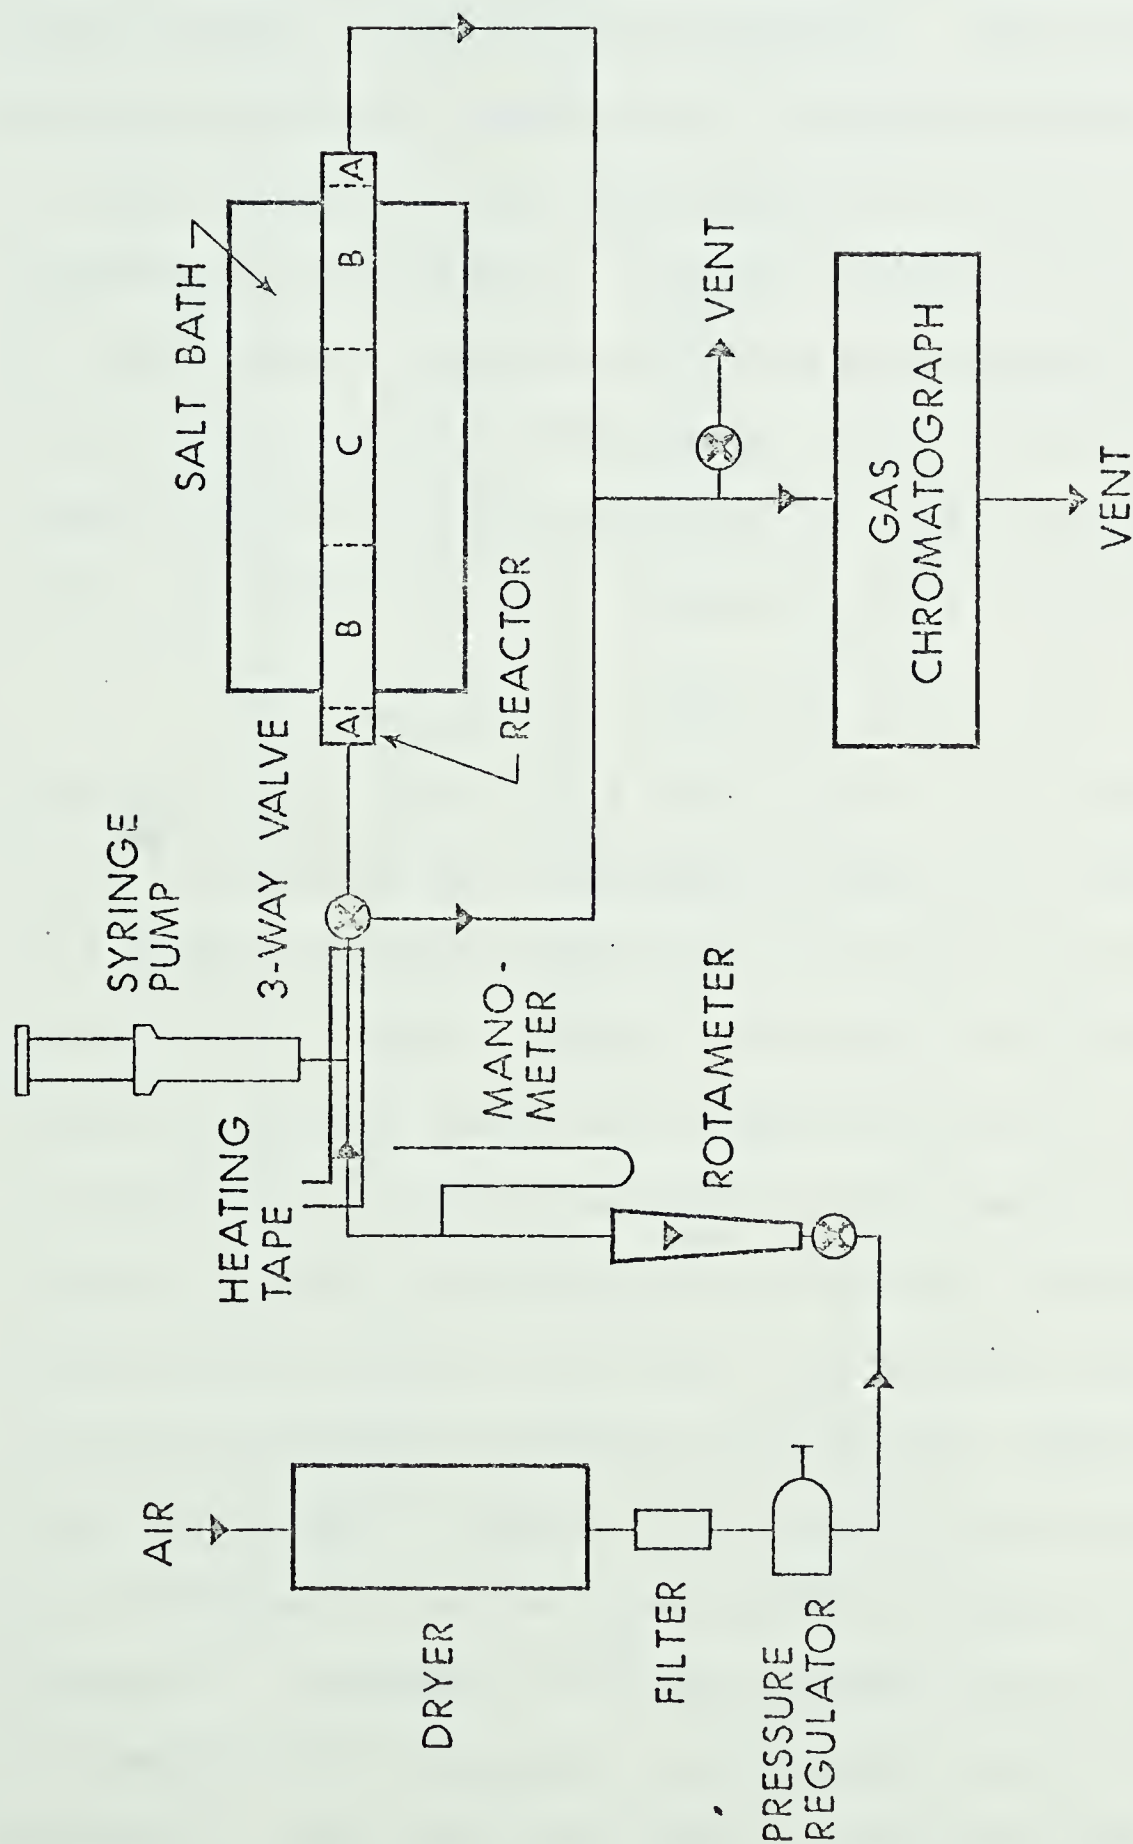 AIR
DRYER
FILTER
PRESSURE
REGULATOR
HEATING
TAPE
SYRINGE
PUMP
3-WAY VALVE
MANO-
METER
ROTAMETER
SALT BATH
A
B
C
B
A
REACTOR
VENT
GAS
CHROMATOGRAPH
VENT